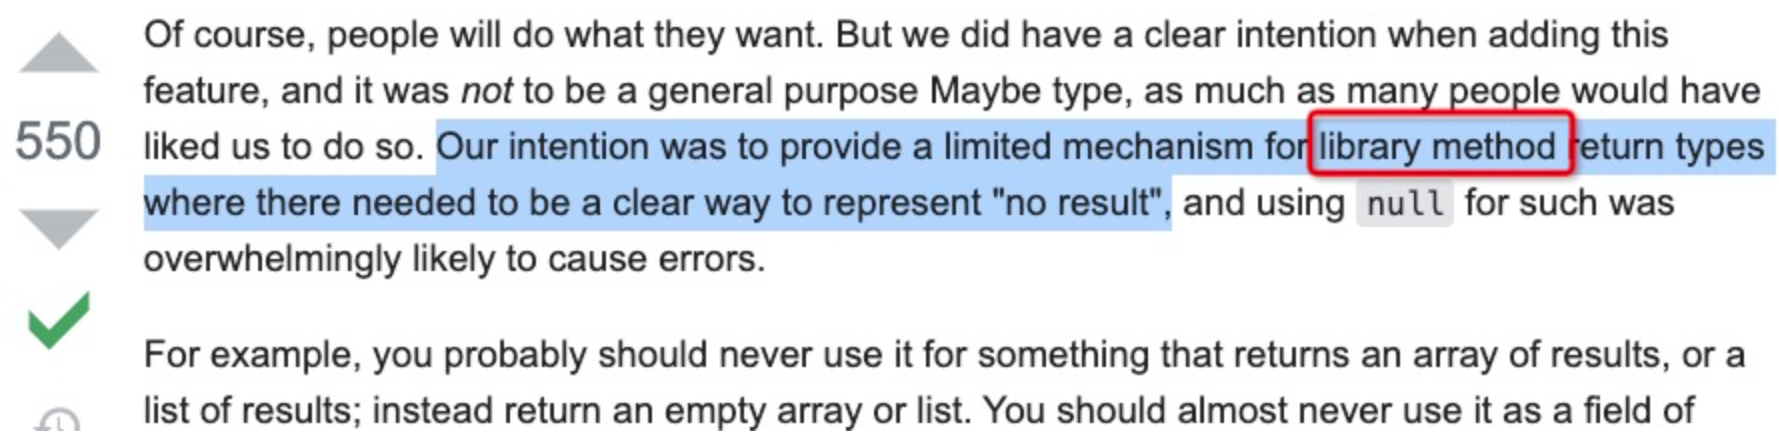 Of course, people will do what they want. But we did have a clear intention when adding this
feature, and it was not to be a general purpose Maybe type, as much as many people would have
550
liked us to do so. Our intention was to provide a limited mechanism for library method return types
where there needed to be a clear way to represent "no result", and using null for such was
overwhelmingly likely to cause errors.
For example, you probably should never use it for something that returns an array of results, or a
list of results; instead return an empty array or list. You should almost never use it as a field of